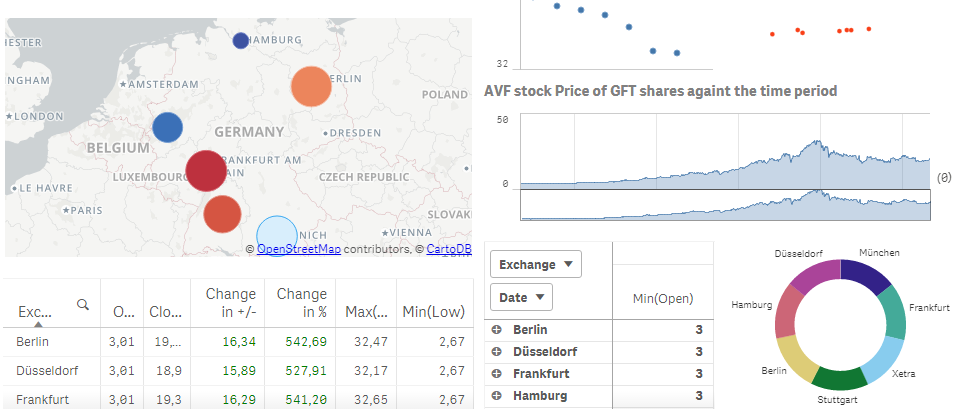 HAMBURG
ERLIN
NGHAM
★AMSTERDAM
POLAND
★LONDON
GERMANY
•DRESDEN
BELGIUM
RANKFURT AM
AIN
LUXEMBOURG
CZECH REPUBLIC
•LE HAVRE
★PARIS
SLOVAKI
★VIENNA
NICH
© OpenStreetMap contributors, © CartoDB
Exc...
O...
Clo...
Change in +/-
Change in %
Max(...
Min(Low)
Berlin 3,01 19,... 16,34 542,69 32,47 2,67
Düsseldorf 3,01 18,9 15,89 527,91 32,17 2,67
Frankfurt 3,01 19,3 16,29 541,20 32,65 2,67
32
AVF stock Price of GFT shares againt the time period
50
0
(0)
Exchange
Date
Min(Open)
Berlin 3
Düsseldorf 3
Frankfurt 3
Hamburg 3
Düsseldorf
München
Hamburg
Frankfurt
Berlin
Xetra
Stuttgart